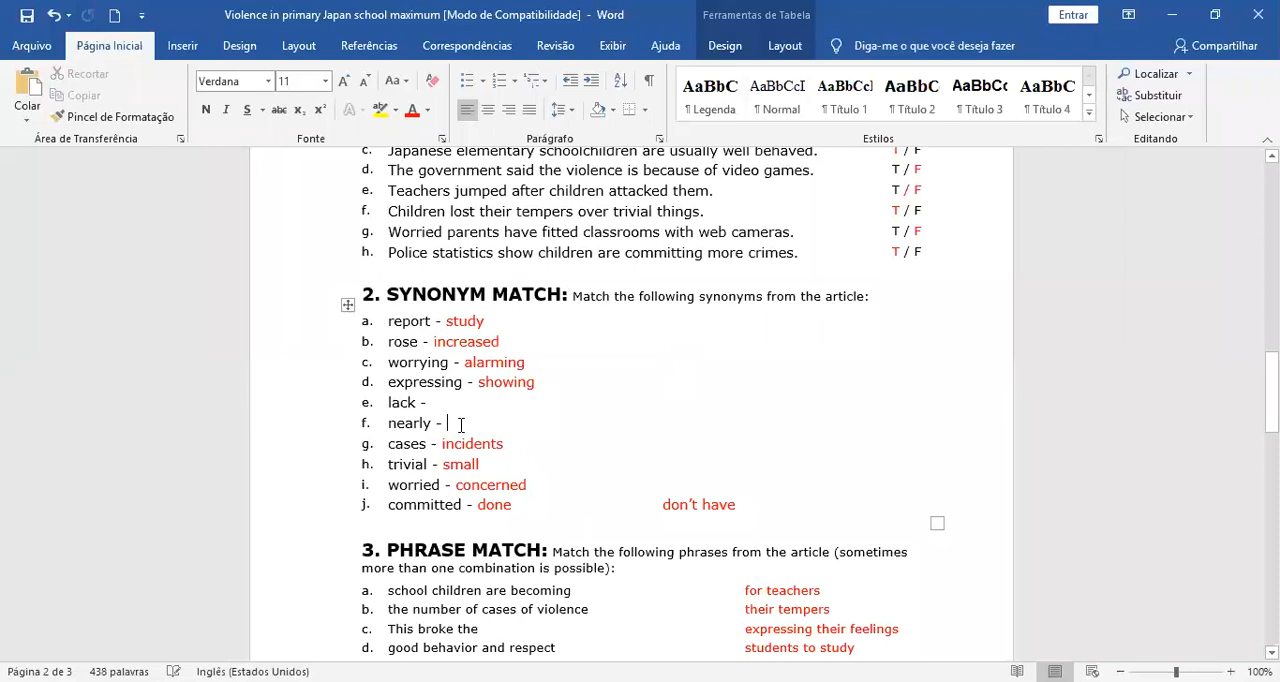 Violence in primary Japan school maximum [Modo de Compatibilidade] - Word
Ferramentas de Tabela
Entrar
Arquivo
Página Inicial
Inserir
Design
Layout
Referências
Correspondências
Revisão
Exibir
Ajuda
Design
Layout
Diga-me o que você deseja fazer
Compartilhar
Colar
Recortar
Copiar
Pincel de Formatação
Área de Transferência
Verdana
11
Aa
N I S abc x₂ x²
A
A
Fonte
Parágrafo
AaBbC
¶ Legenda
AaBbCcI
¶ Normal
AaBbCcl
¶ Título 1
AaBbC
¶ Título 2
AaBbCc
¶ Título 3
AaBbC
¶ Título 4
Estilos
Localizar
Substituir
Selecionar
Editando
c. Japanese elementary schoolchildren are usually well behaved. T / F
d. The government said the violence is because of video games. T / F
e. Teachers jumped after children attacked them. T / F
f. Children lost their tempers over trivial things. T / F
g. Worried parents have fitted classrooms with web cameras. T / F
h. Police statistics show children are committing more crimes. T / F
2. SYNONYM MATCH: Match the following synonyms from the article:
a. report - study
b. rose - increased
c. worrying - alarming
d. expressing - showing
e. lack -
f. nearly -
g. cases - incidents
h. trivial - small
i. worried - concerned
j. committed - done don’t have
3. PHRASE MATCH: Match the following phrases from the article (sometimes
more than one combination is possible):
a. school children are becoming for teachers
b. the number of cases of violence their tempers
c. This broke the expressing their feelings
d. good behavior and respect students to study
Página 2 de 3
438 palavras
Inglês (Estados Unidos)
100%